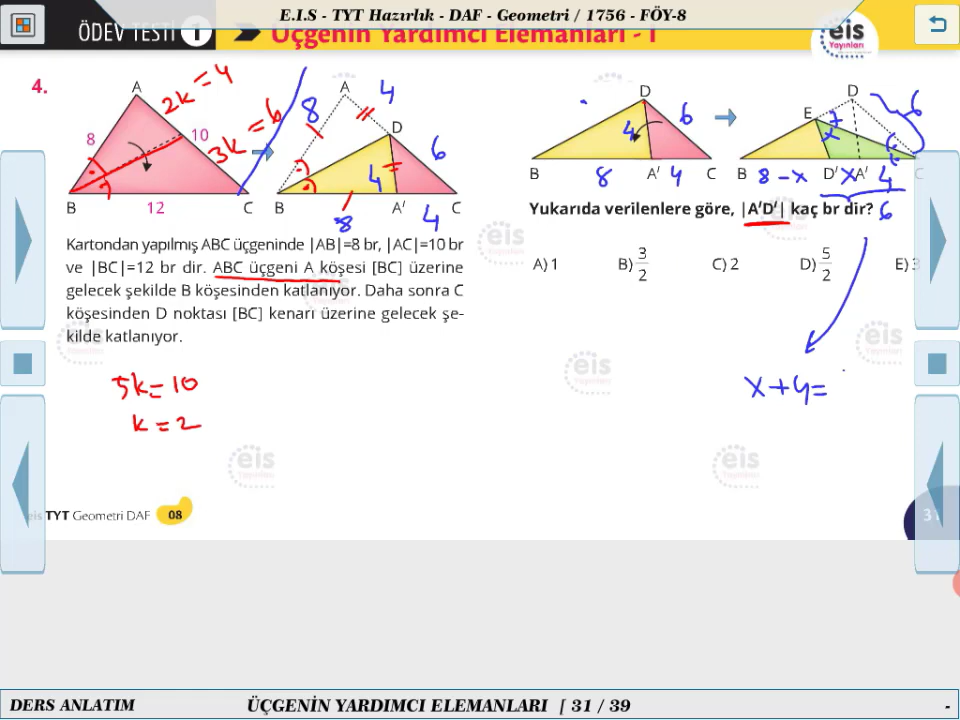 E.I.S - TYT Hazırlık - DAF - Geometri / 1756 - FÖY-8
ÖDEV TESTİ 1
Üçgenin Yardımcı Elemanları - I
eis
Yayınları
4.
A
2k = 4
8
10
3k = 6
B
12
C
A
8
4
D
6
4
B
8
A'
4
C
D
4
6
B
8
A'
4
C
D
E
6
B
8 - x
D'
x
A'
4
C
6
Kartondan yapılmış ABC üçgeninde |AB|=8 br, |AC|=10 br
ve |BC|=12 br dir. ABC üçgeni A köşesi [BC] üzerine
gelecek şekilde B köşesinden katlanıyor. Daha sonra C
köşesinden D noktası [BC] kenarı üzerine gelecek şe-
kilde katlanıyor.
Yukarıda verilenlere göre, |A'D'| kaç br dir?
A) 1
B) 3/2
C) 2
D) 5/2
E) 3
5k = 10
k = 2
x + 4 =
eis TYT Geometri DAF 08
31
DERS ANLATIM
ÜÇGENİN YARDIMCI ELEMANLARI [ 31 / 39
-